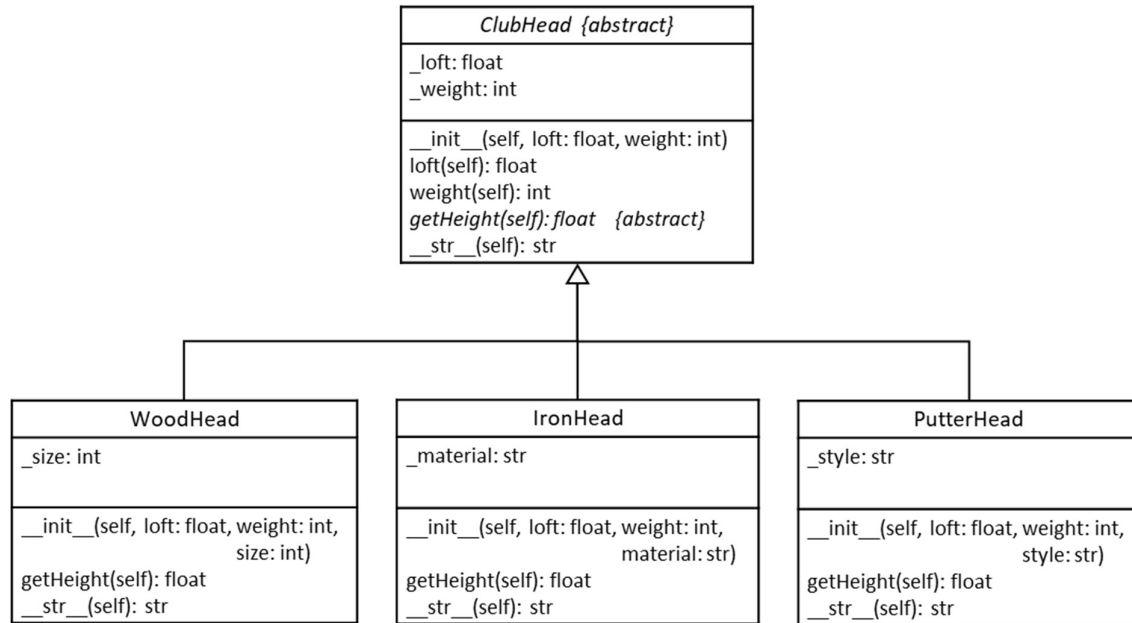 ClubHead {abstract}
_loft: float
_weight: int
__init__(self, loft: float, weight: int)
loft(self): float
weight(self): int
getHeight(self): float {abstract}
__str__(self): str
WoodHead
_size: int
__init__(self, loft: float, weight: int,
size: int)
getHeight(self): float
__str__(self): str
IronHead
_material: str
__init__(self, loft: float, weight: int,
material: str)
getHeight(self): float
__str__(self): str
PutterHead
_style: str
__init__(self, loft: float, weight: int,
style: str)
getHeight(self): float
__str__(self): str